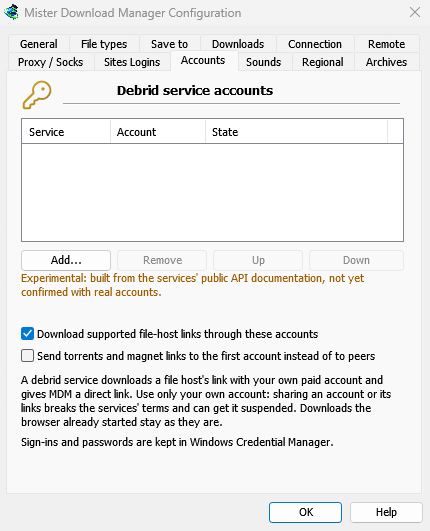 Mister Download Manager Configuration
General File types Save to Downloads Connection Remote
Proxy / Socks Sites Logins Accounts Sounds Regional Archives
Debrid service accounts
Service Account State
Add... Remove Up Down
Experimental: built from the services' public API documentation, not yet
confirmed with real accounts.
Download supported file-host links through these accounts
Send torrents and magnet links to the first account instead of to peers
A debrid service downloads a file host's link with your own paid account and
gives MDM a direct link. Use only your own account: sharing an account or its
links breaks the services' terms and can get it suspended. Downloads the
browser already started stay as they are.
Sign-ins and passwords are kept in Windows Credential Manager.
OK Help